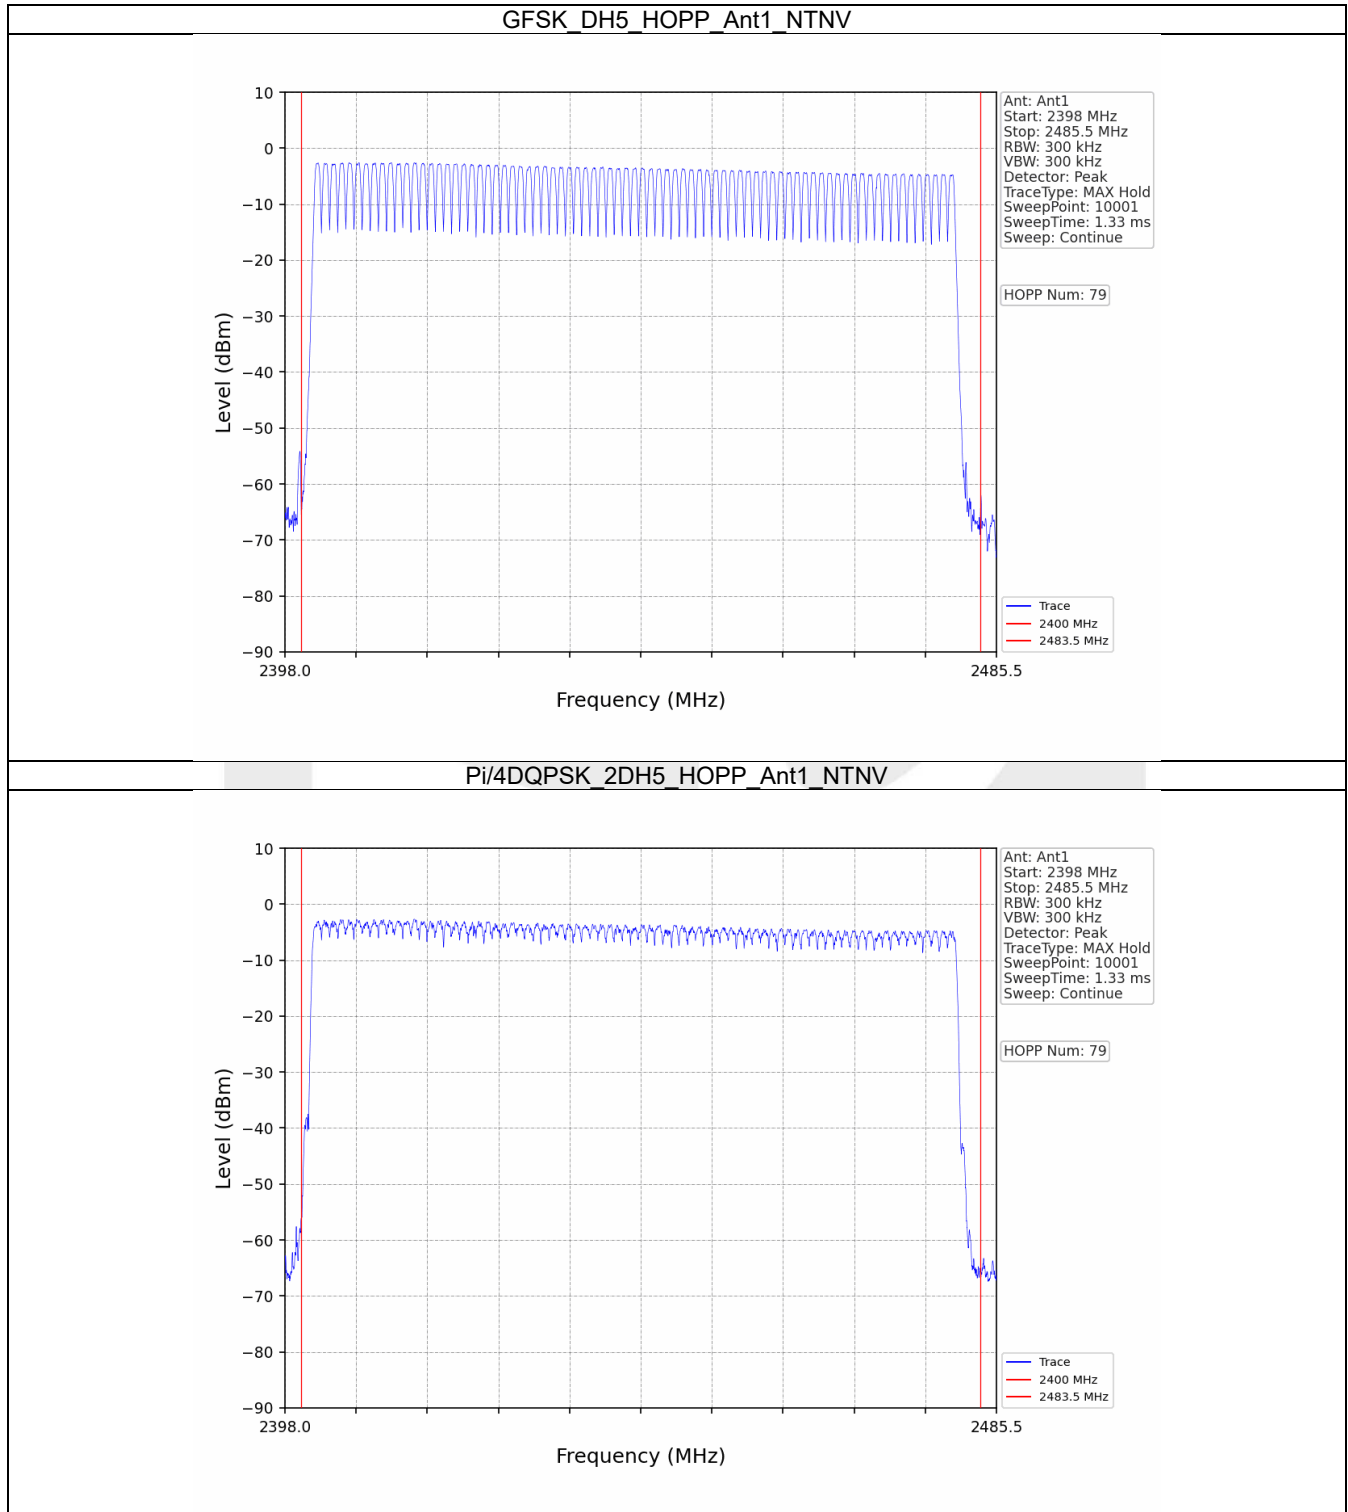 GFSK_DH5_HOPP_Ant1_NTNV
10
0
−10
−20
−30
−40
−50
−60
−70
−80
−90
Level (dBm)
2398.0
2485.5
Frequency (MHz)
Ant: Ant1
Start: 2398 MHz
Stop: 2485.5 MHz
RBW: 300 kHz
VBW: 300 kHz
Detector: Peak
TraceType: MAX Hold
SweepPoint: 10001
SweepTime: 1.33 ms
Sweep: Continue
HOPP Num: 79
Trace
2400 MHz
2483.5 MHz
Pi/4DQPSK_2DH5_HOPP_Ant1_NTNV
10
0
−10
−20
−30
−40
−50
−60
−70
−80
−90
Level (dBm)
2398.0
2485.5
Frequency (MHz)
Ant: Ant1
Start: 2398 MHz
Stop: 2485.5 MHz
RBW: 300 kHz
VBW: 300 kHz
Detector: Peak
TraceType: MAX Hold
SweepPoint: 10001
SweepTime: 1.33 ms
Sweep: Continue
HOPP Num: 79
Trace
2400 MHz
2483.5 MHz